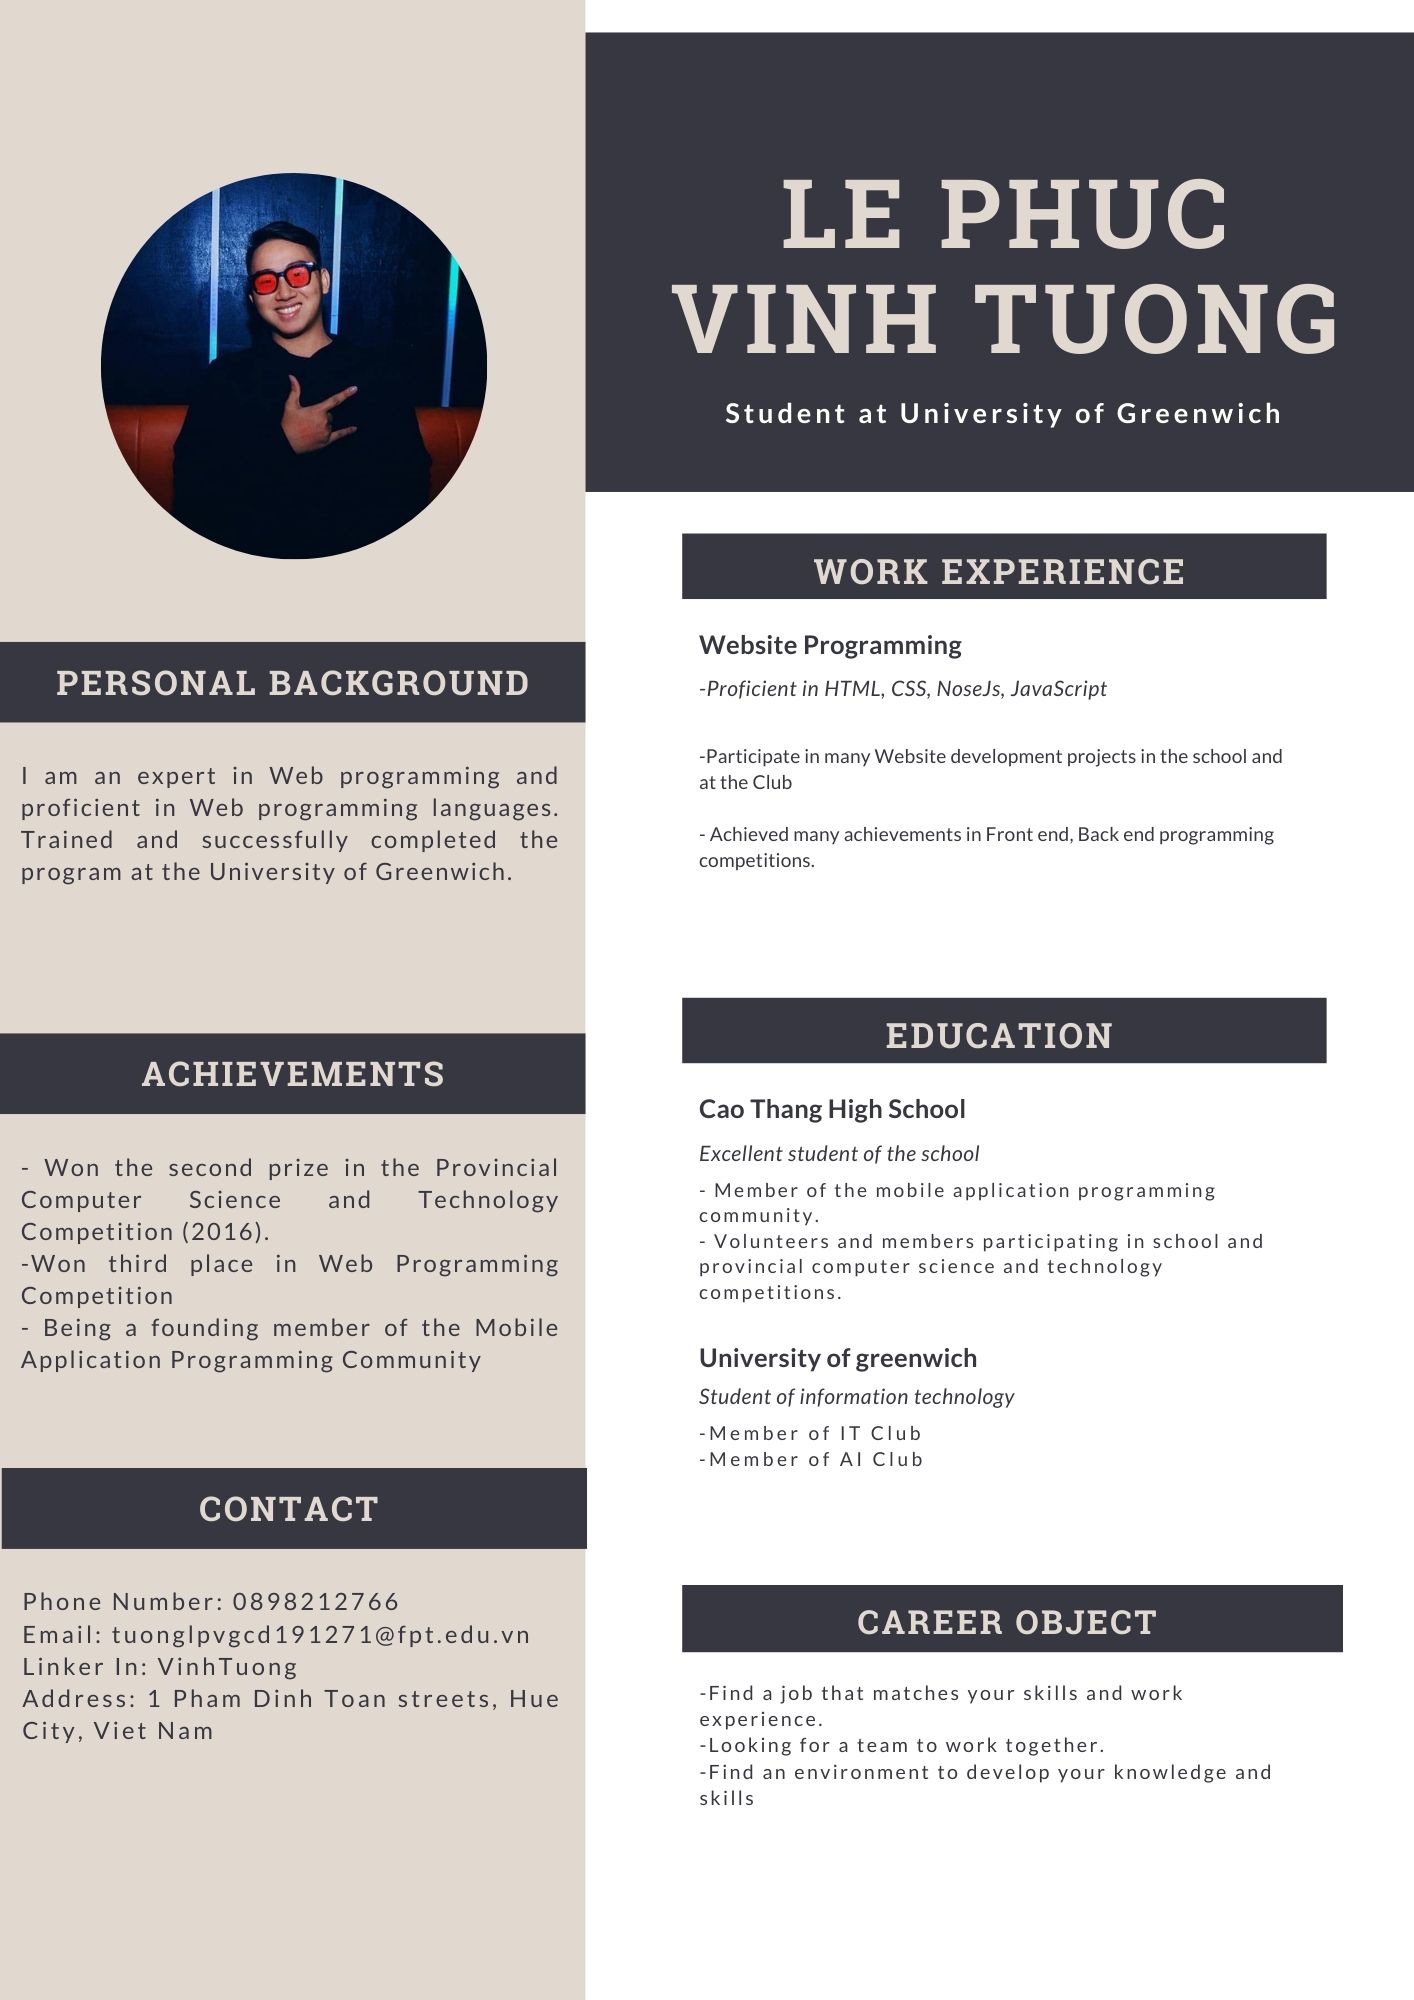 LE PHUC
VINH TUONG
Student at University of Greenwich
PERSONAL BACKGROUND
I am an expert in Web programming and
proficient in Web programming languages.
Trained and successfully completed the
program at the University of Greenwich.
ACHIEVEMENTS
- Won the second prize in the Provincial
Computer Science and Technology
Competition (2016).
-Won third place in Web Programming
Competition
- Being a founding member of the Mobile
Application Programming Community
CONTACT
Phone Number: 0898212766
Email: tuonglpvgcd191271@fpt.edu.vn
Linker In: VinhTuong
Address: 1 Pham Dinh Toan streets, Hue
City, Viet Nam
WORK EXPERIENCE
Website Programming
-Proficient in HTML, CSS, NoseJs, JavaScript
-Participate in many Website development projects in the school and
at the Club
- Achieved many achievements in Front end, Back end programming
competitions.
EDUCATION
Cao Thang High School
Excellent student of the school
- Member of the mobile application programming
community.
- Volunteers and members participating in school and
provincial computer science and technology
competitions.
University of greenwich
Student of information technology
-Member of IT Club
-Member of AI Club
CAREER OBJECT
-Find a job that matches your skills and work
experience.
-Looking for a team to work together.
-Find an environment to develop your knowledge and
skills